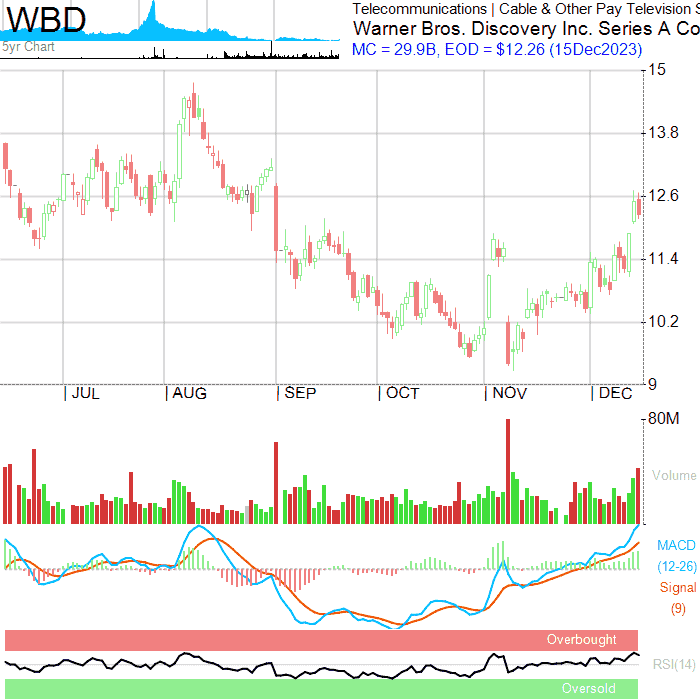 WBD
5yr Chart
Telecommunications | Cable & Other Pay Television S
Warner Bros. Discovery Inc. Series A Co
MC = 29.9B, EOD = $12.26 (15Dec2023)
15
13.8
12.6
11.4
10.2
9
| JUL | AUG | SEP | OCT | NOV | DEC
80M
Volume
MACD
(12-26)
Signal
(9)
Overbought
RSI(14)
Oversold